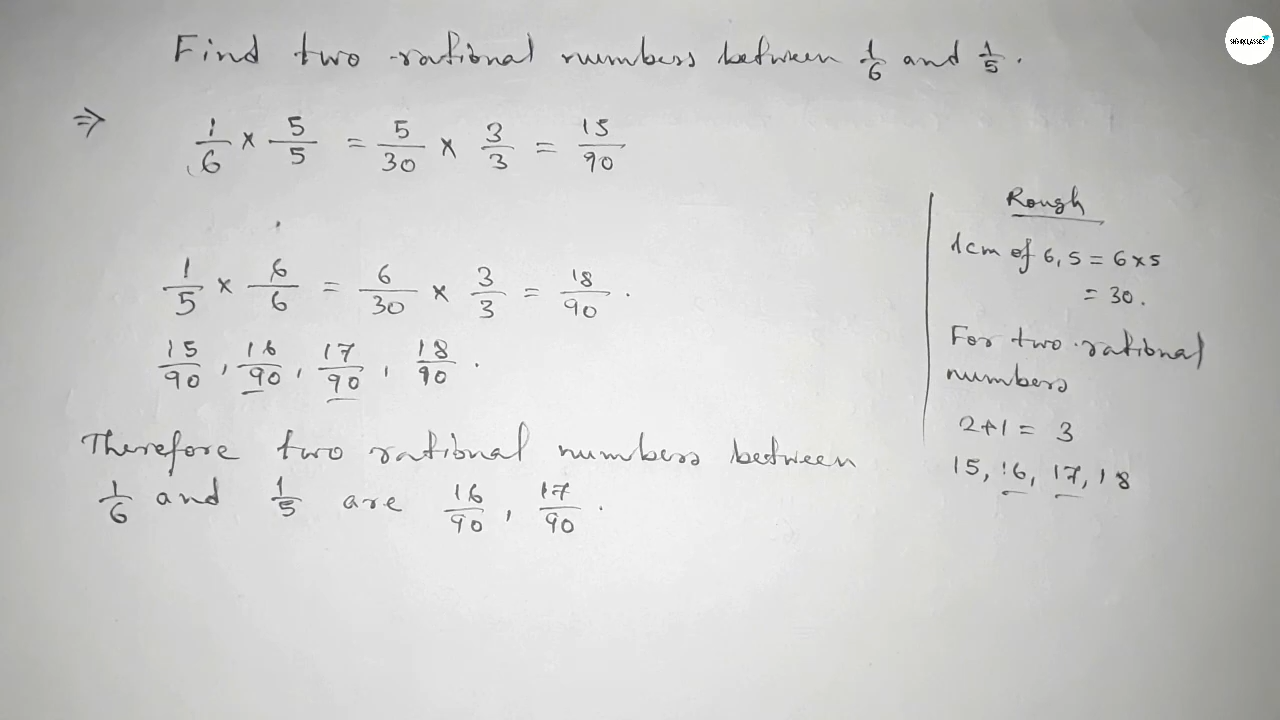 Find two rational numbers between 1/6 and 1/5.
⇒ 1/6 × 5/5 = 5/30 × 3/3 = 15/90
1/5 × 6/6 = 6/30 × 3/3 = 18/90.
15/90, 16/90, 17/90, 18/90.
Therefore two rational numbers between
1/6 and 1/5 are 16/90, 17/90.
Rough
lcm of 6, 5 = 6×5
= 30.
For two rational
numbers
2+1 = 3
15, 16, 17, 18